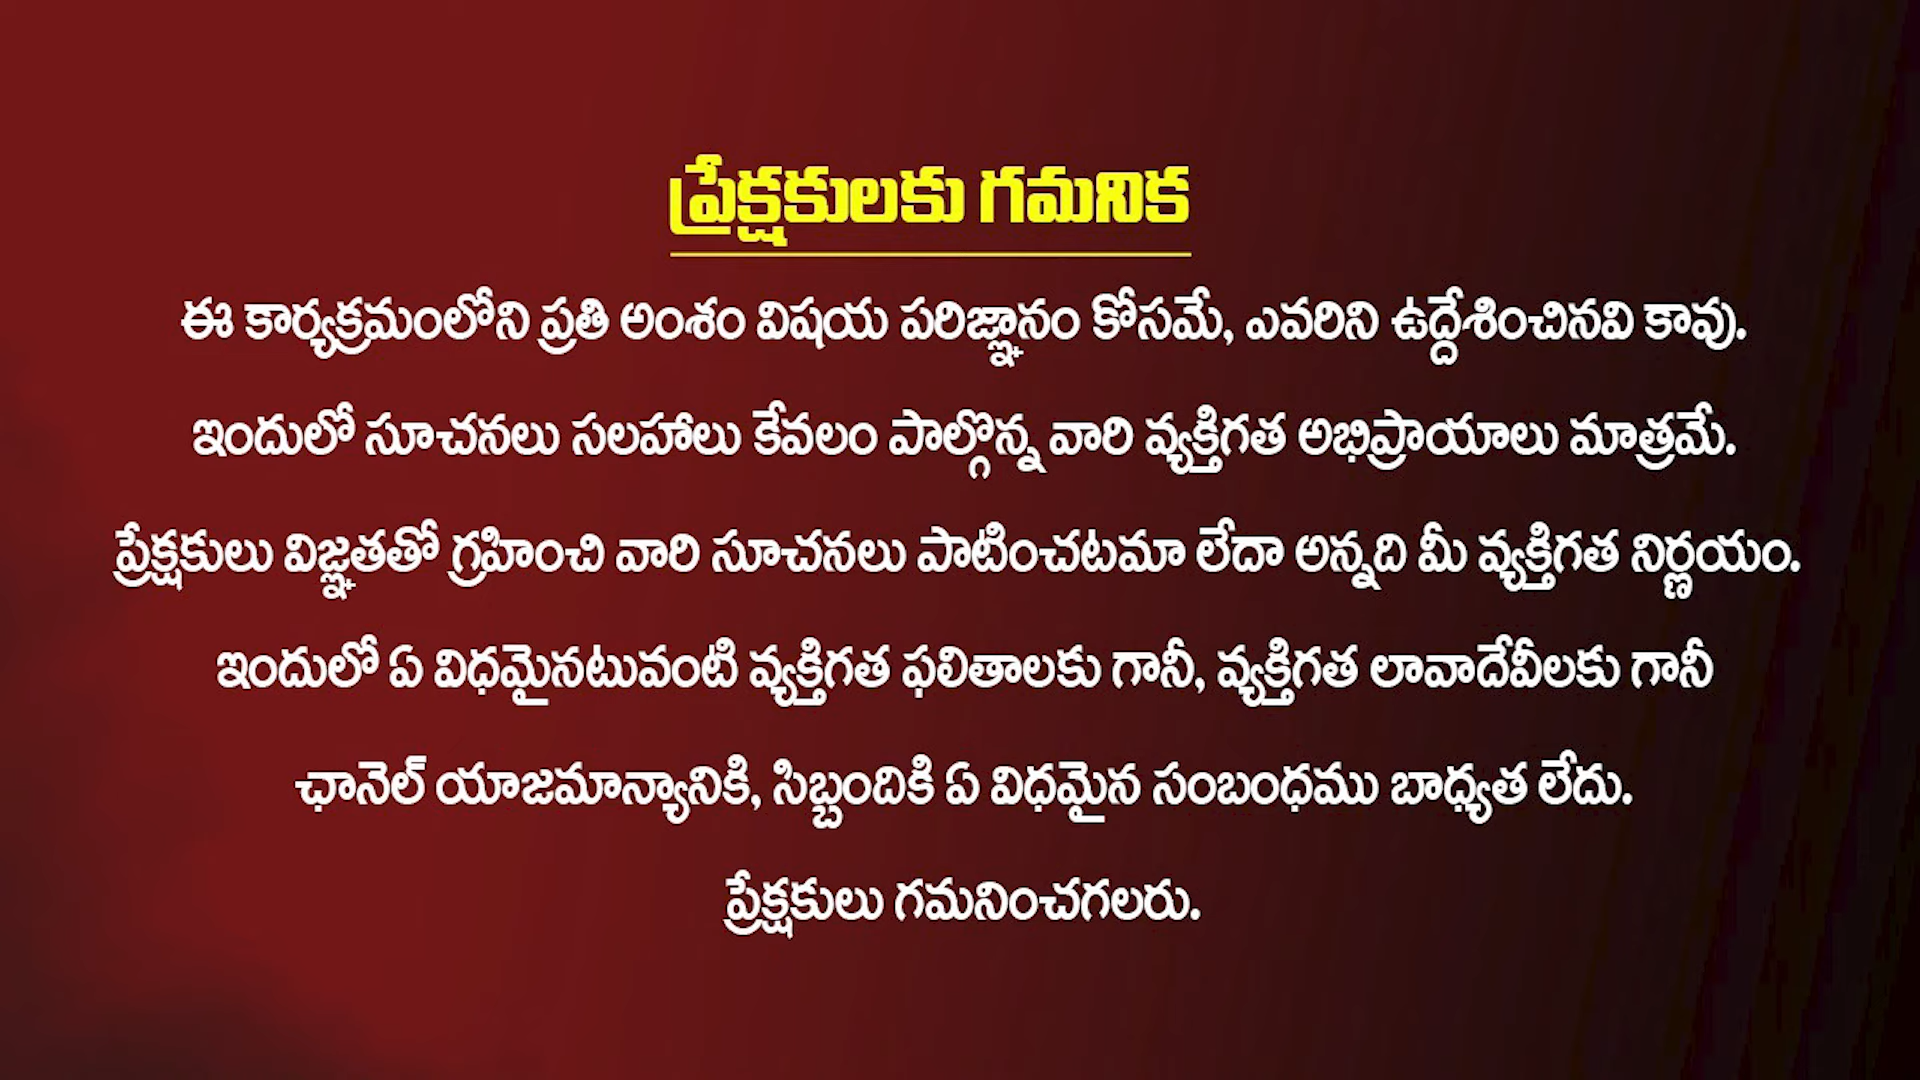 ప్రేక్షకులకు గమనిక
ఈ కార్యక్రమంలోని ప్రతి అంశం విషయ పరిజ్ఞానం కోసమే, ఎవరిని ఉద్దేశించినవి కావు.
ఇందులో సూచనలు సలహాలు కేవలం పాల్గొన్న వారి వ్యక్తిగత అభిప్రాయాలు మాత్రమే.
ప్రేక్షకులు విజ్ఞతతో గ్రహించి వారి సూచనలు పాటించటమా లేదా అన్నది మీ వ్యక్తిగత నిర్ణయం.
ఇందులో ఏ విధమైనటువంటి వ్యక్తిగత ఫలితాలకు గానీ, వ్యక్తిగత లావాదేవీలకు గానీ
ఛానెల్ యాజమాన్యానికి, సిబ్బందికి ఏ విధమైన సంబంధము బాధ్యత లేదు.
ప్రేక్షకులు గమనించగలరు.